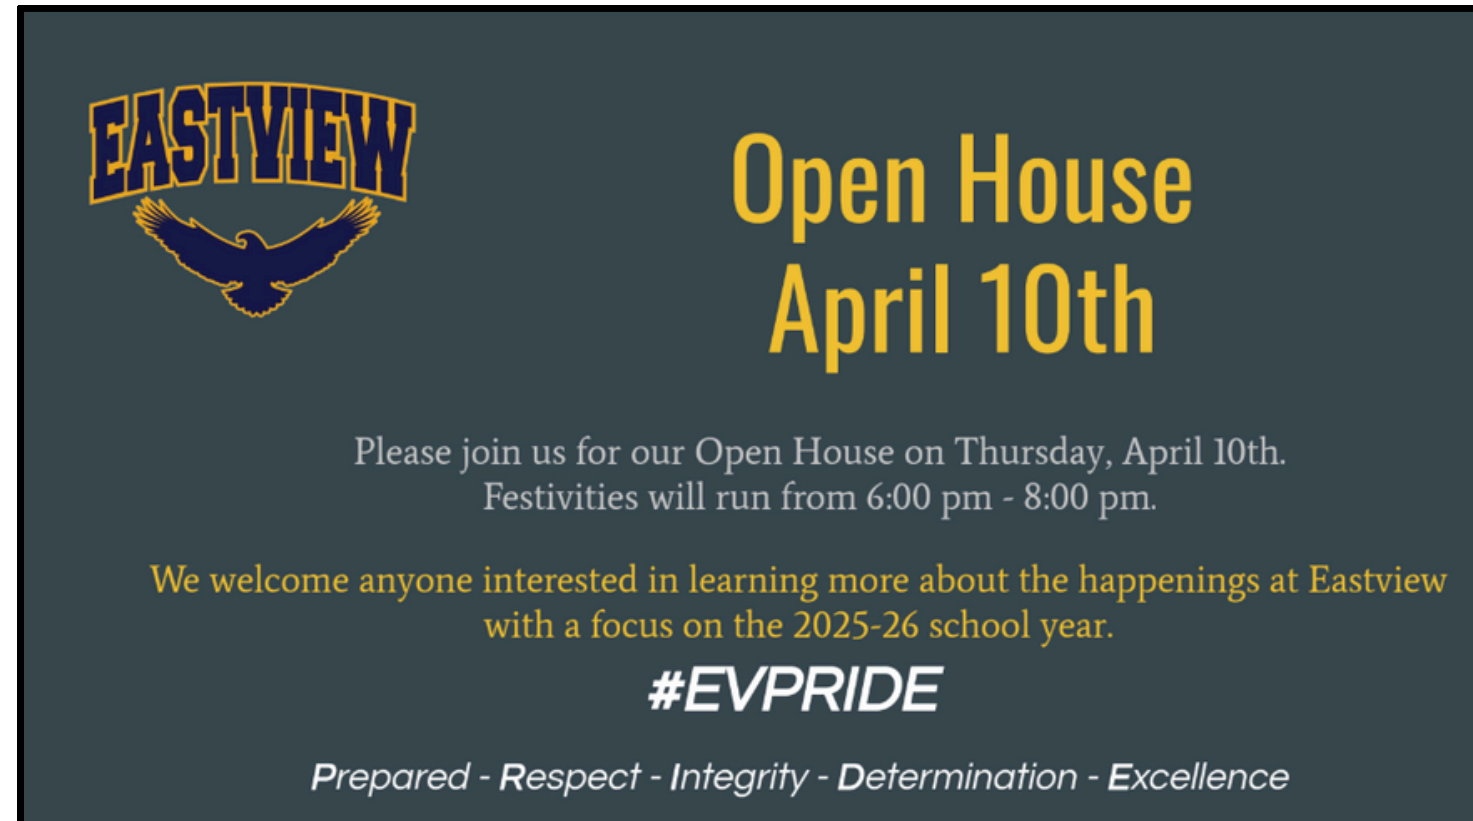 EASTVIEW
Open House
April 10th
Please join us for our Open House on Thursday, April 10th.
Festivities will run from 6:00 pm - 8:00 pm.
We welcome anyone interested in learning more about the happenings at Eastview
with a focus on the 2025-26 school year.
#EVPRIDE
Prepared - Respect - Integrity - Determination - Excellence